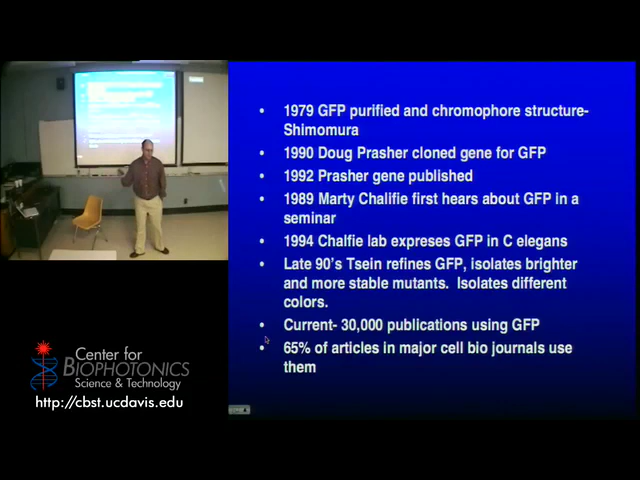 • 1979 GFP purified and chromophore structure-
Shimomura
• 1990 Doug Prasher cloned gene for GFP
• 1992 Prasher gene published
• 1989 Marty Chalifie first hears about GFP in a
seminar
• 1994 Chalfie lab expreses GFP in C elegans
• Late 90's Tsein refines GFP, isolates brighter
and more stable mutants. Isolates different
colors.
• Current- 30,000 publications using GFP
• 65% of articles in major cell bio journals use
them
Center for
BIOPHOTONICS
Science & Technology
http://cbst.ucdavis.edu